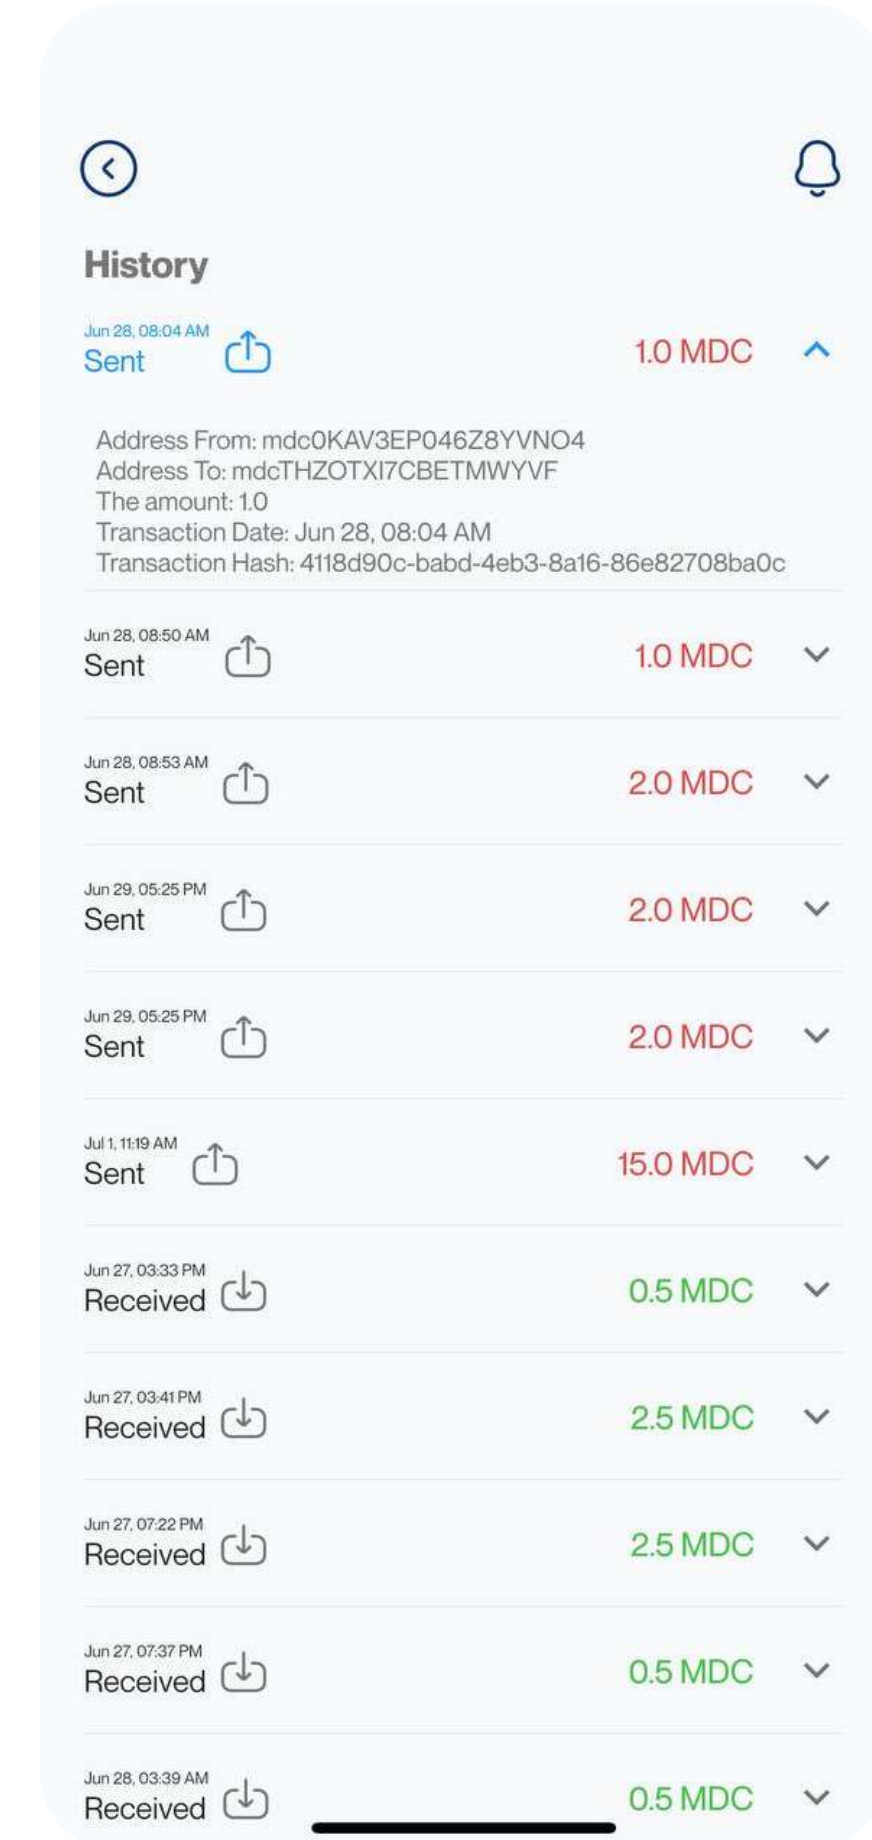 History
Jun 28, 08:04 AM
Sent
1.0 MDC
Address From: mdc0KAV3EP046Z8YVNO4
Address To: mdcTHZOTXI7CBETMWYVF
The amount: 1.0
Transaction Date: Jun 28, 08:04 AM
Transaction Hash: 4118d90c-babd-4eb3-8a16-86e82708ba0c
Jun 28, 08:50 AM
Sent
1.0 MDC
Jun 28, 08:53 AM
Sent
2.0 MDC
Jun 29, 05:25 PM
Sent
2.0 MDC
Jun 29, 05:25 PM
Sent
2.0 MDC
Jul 1, 11:19 AM
Sent
15.0 MDC
Jun 27, 03:33 PM
Received
0.5 MDC
Jun 27, 03:41 PM
Received
2.5 MDC
Jun 27, 07:22 PM
Received
2.5 MDC
Jun 27, 07:37 PM
Received
0.5 MDC
Jun 28, 03:39 AM
Received
0.5 MDC